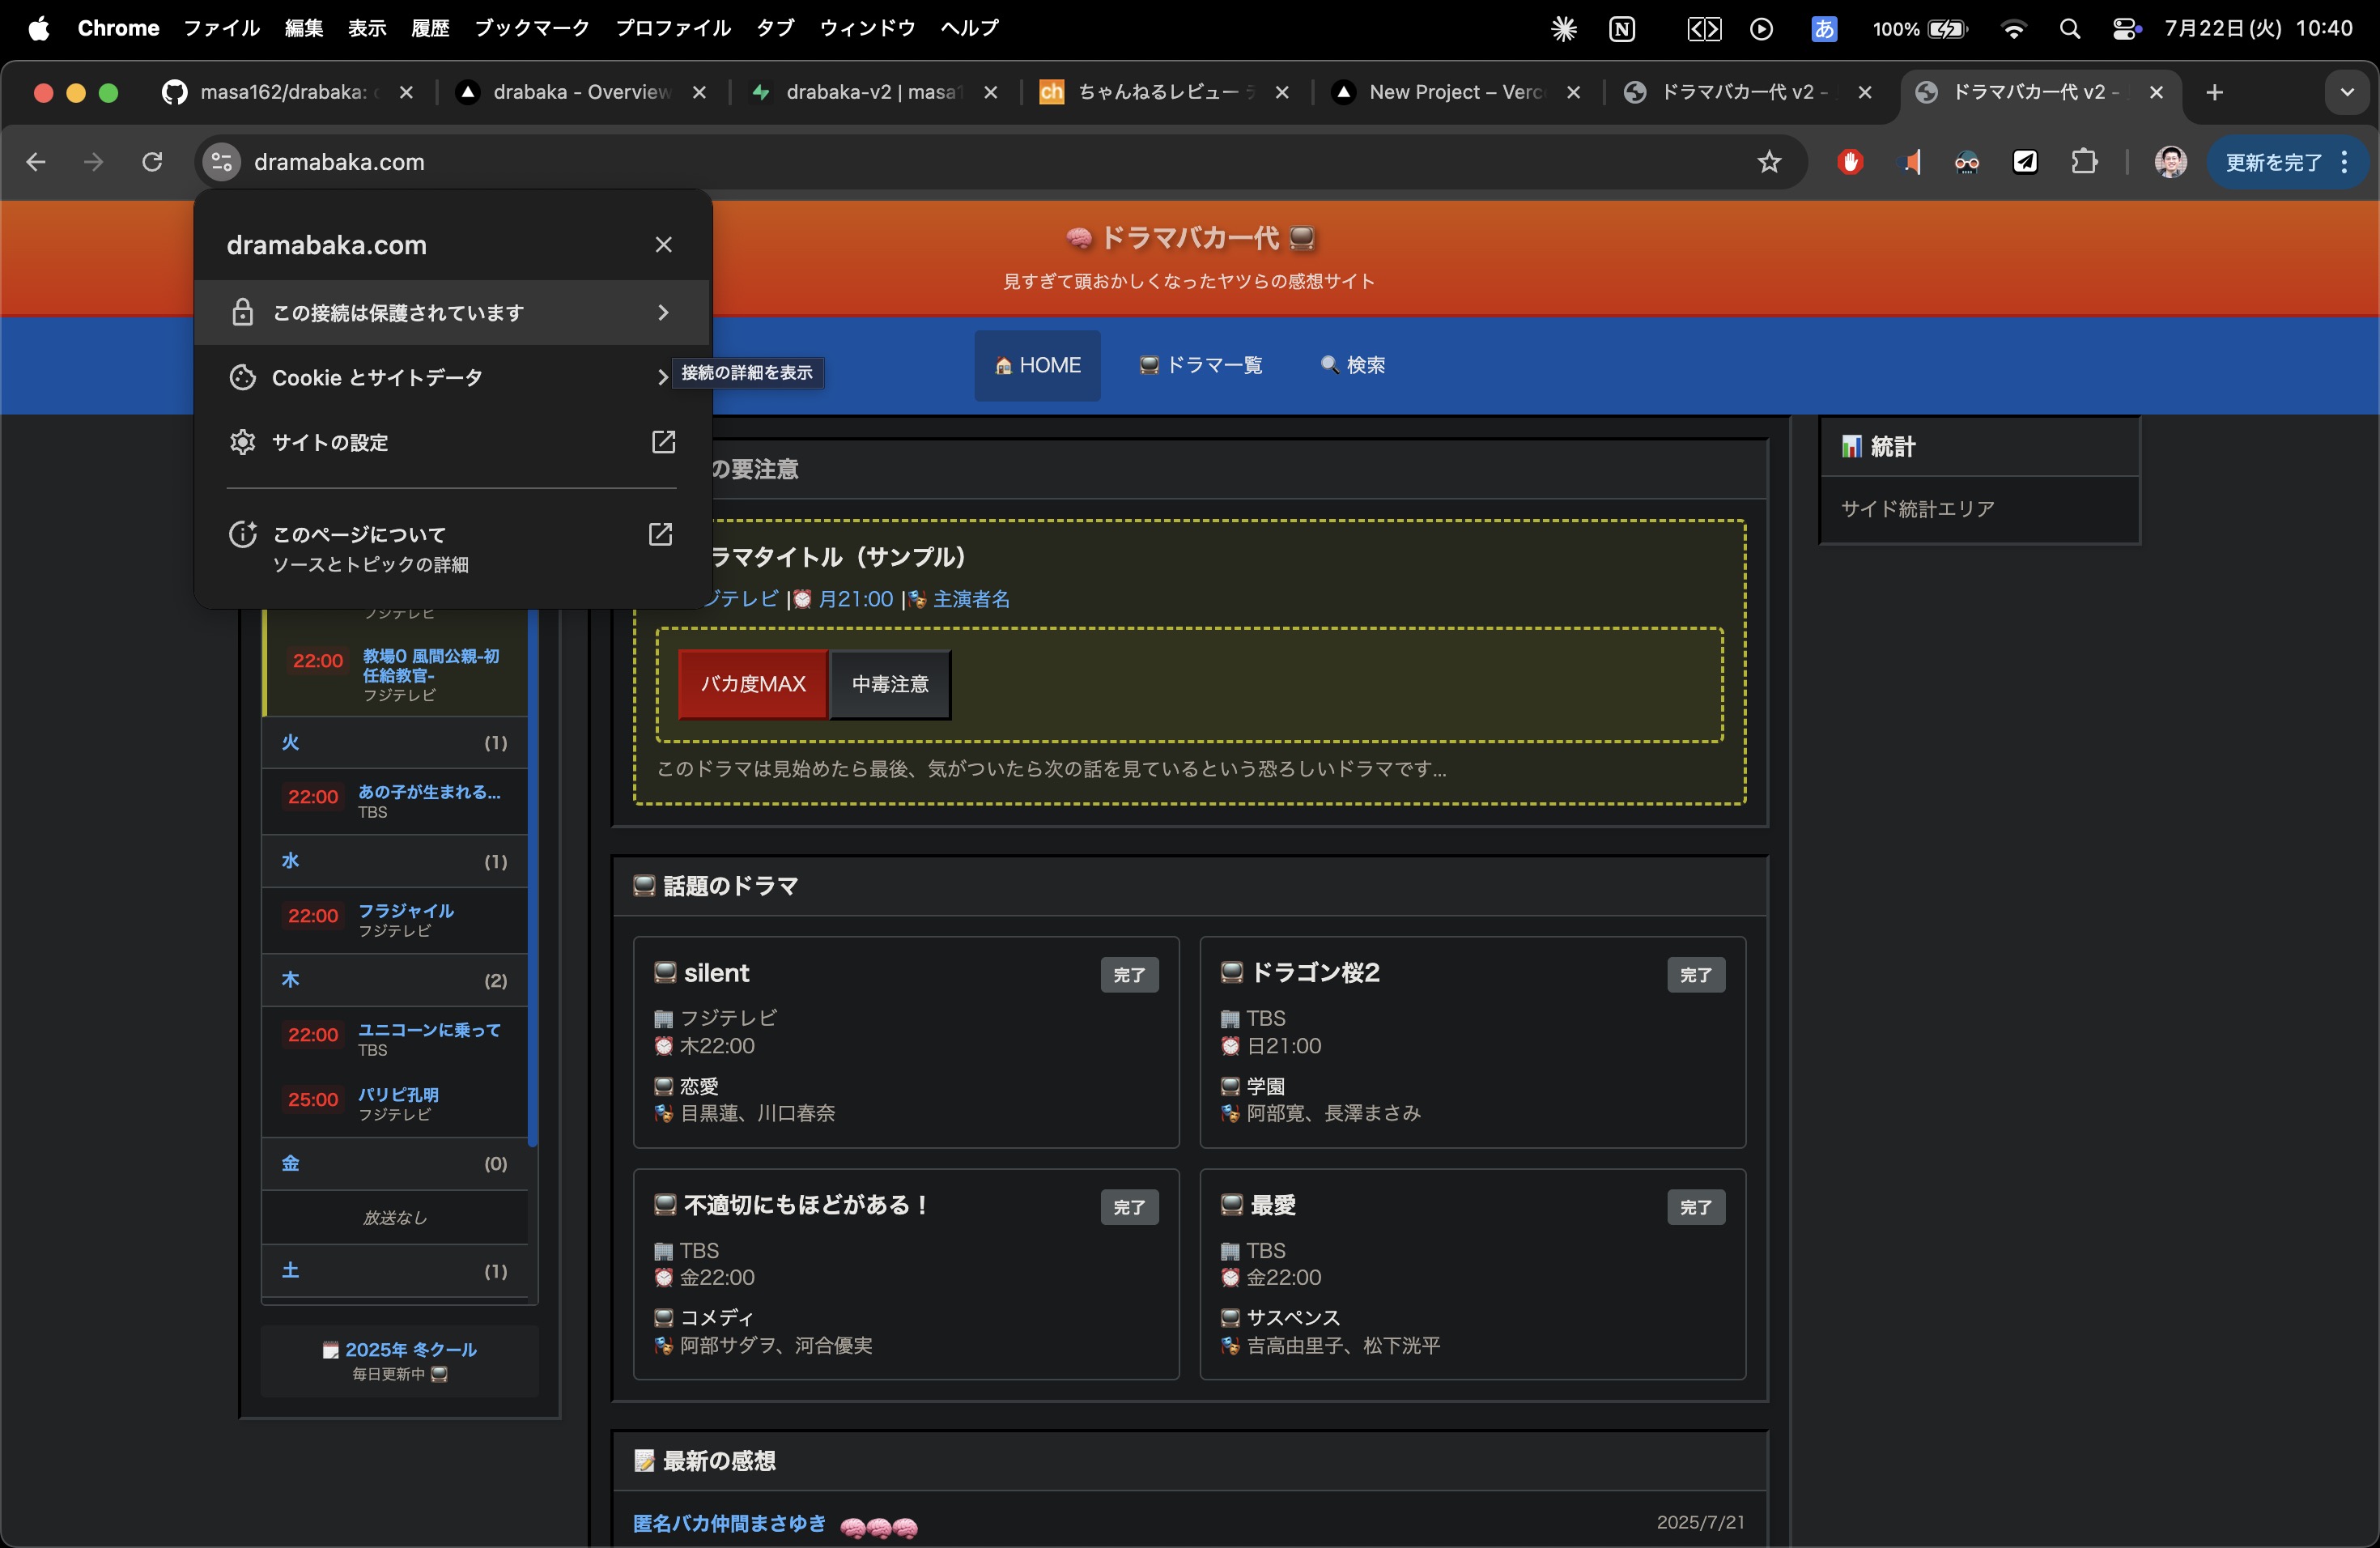 Chrome ファイル 編集 表示 履歴 ブックマーク プロファイル タブ ウィンドウ ヘルプ
あ 100% 7月22日(火) 10:40
masa162/drabaka: drabaka - Overview drabaka-v2 | masa1 ch ちゃんねるレビュー New Project – Verc ドラマバカ一代 v2 - ドラマバカ一代 v2 -
dramabaka.com 更新を完了
dramabaka.com
この接続は保護されています
Cookie とサイトデータ
接続の詳細を表示
サイトの設定
このページについて
ソースとトピックの詳細
ドラマバカ一代
見すぎて頭おかしくなったヤツらの感想サイト
HOME ドラマ一覧 検索
フジテレビ
22:00 教場0 風間公親-初
任給教官-
フジテレビ
火 (1)
22:00 あの子が生まれる...
TBS
水 (1)
22:00 フラジャイル
フジテレビ
木 (2)
22:00 ユニコーンに乗って
TBS
25:00 パリピ孔明
フジテレビ
金 (0)
放送なし
土 (1)
2025年 冬クール
毎日更新中
の要注意
ラマタイトル（サンプル）
ジテレビ | 月21:00 | 主演者名
バカ度MAX 中毒注意
このドラマは見始めたら最後、気がついたら次の話を見ているという恐ろしいドラマです...
話題のドラマ
silent 完了
フジテレビ
木22:00
恋愛
目黒蓮、川口春奈
ドラゴン桜2 完了
TBS
日21:00
学園
阿部寛、長澤まさみ
不適切にもほどがある！ 完了
TBS
金22:00
コメディ
阿部サダヲ、河合優実
最愛 完了
TBS
金22:00
サスペンス
吉高由里子、松下洸平
最新の感想
匿名バカ仲間まさゆき 2025/7/21
統計
サイド統計エリア